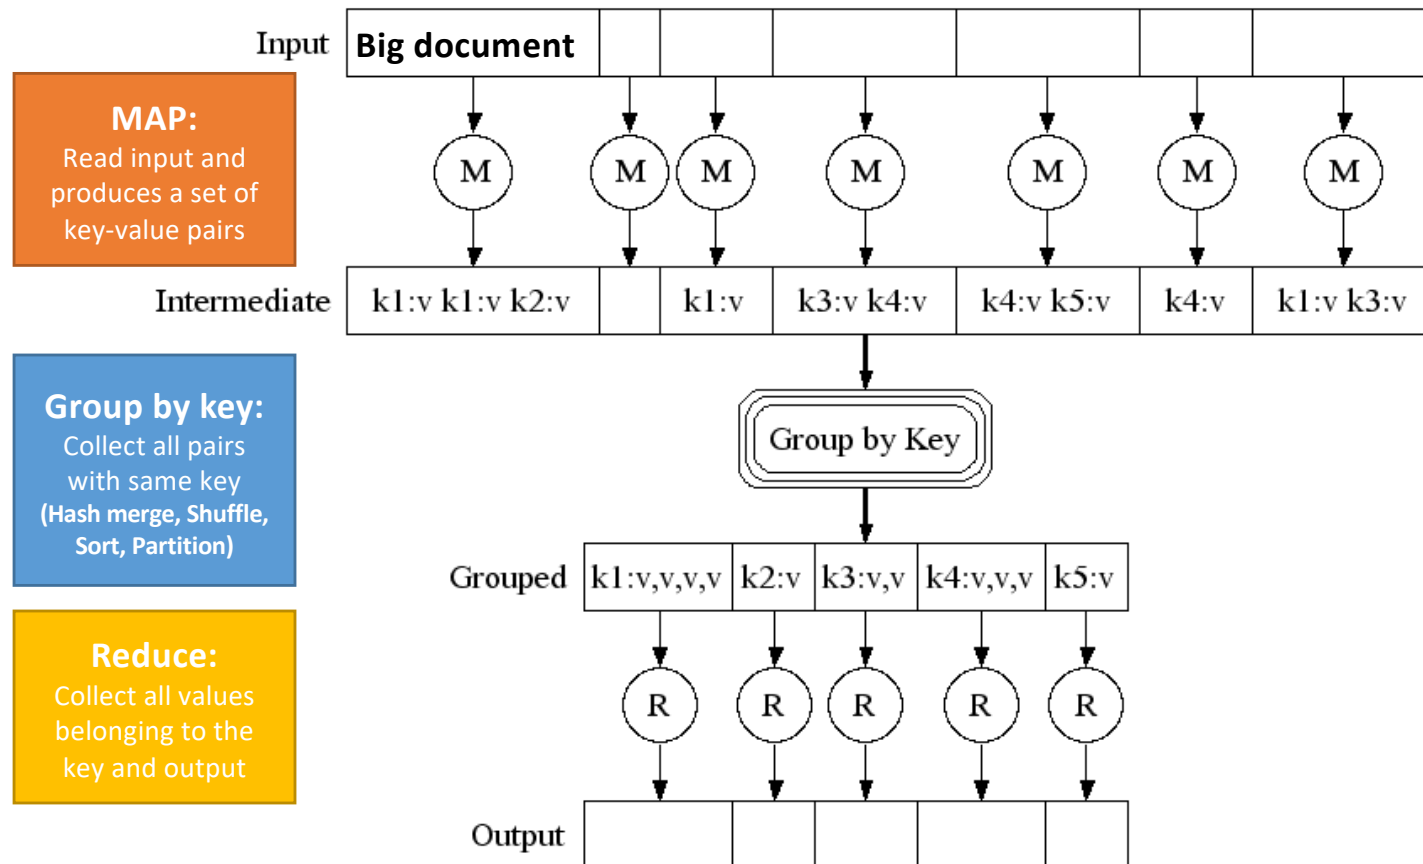 Input
Big document
MAP:
Read input and
produces a set of
key-value pairs
M M M M M M M
Intermediate
k1:v k1:v k2:v
k1:v
k3:v k4:v
k4:v k5:v
k4:v
k1:v k3:v
Group by key:
Collect all pairs
with same key
(Hash merge, Shuffle,
Sort, Partition)
Group by Key
Grouped
k1:v,v,v,v
k2:v
k3:v,v
k4:v,v,v
k5:v
Reduce:
Collect all values
belonging to the
key and output
R R R R R
Output